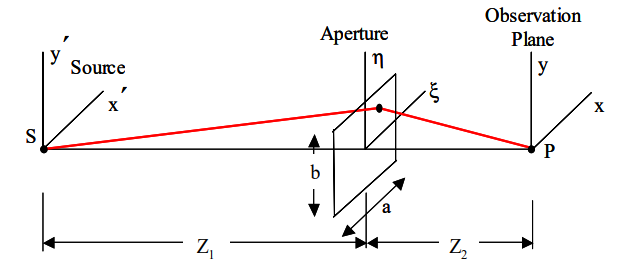 Observation
Plane
Aperture
y′
Source
x′
η
ξ
y
x
S
P
b
a
Z₁
Z₂